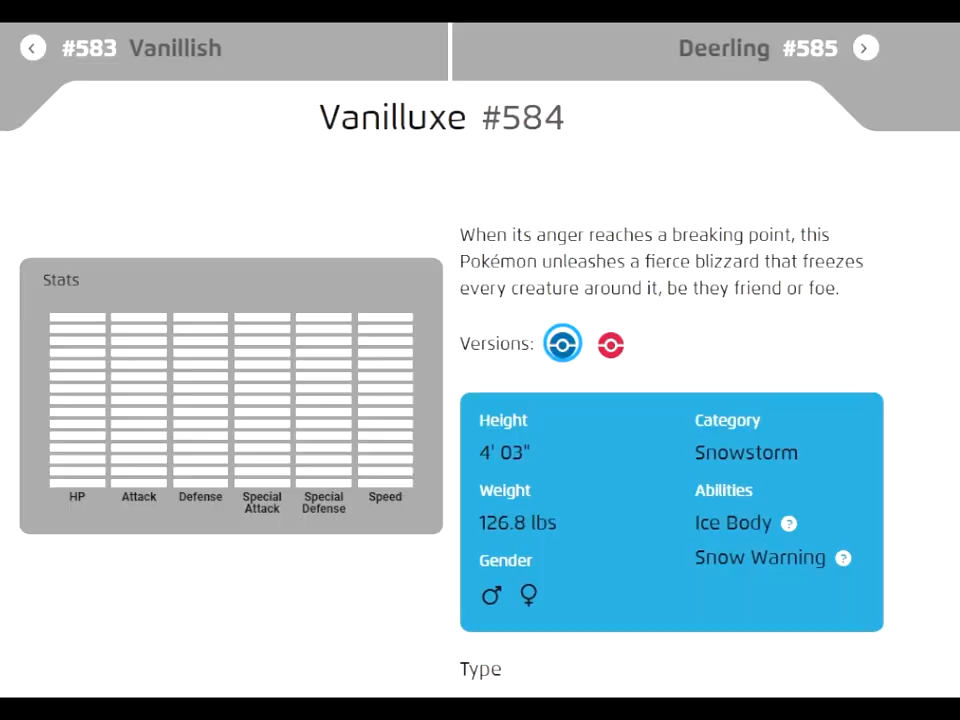 #583 Vanillish
Deerling #585
Vanilluxe #584
When its anger reaches a breaking point, this
Pokémon unleashes a fierce blizzard that freezes
every creature around it, be they friend or foe.
Versions:
Stats
HP
Attack
Defense
Special
Attack
Special
Defense
Speed
Height
4' 03"
Weight
126.8 lbs
Gender
♂ ♀
Category
Snowstorm
Abilities
Ice Body ?
Snow Warning ?
Type